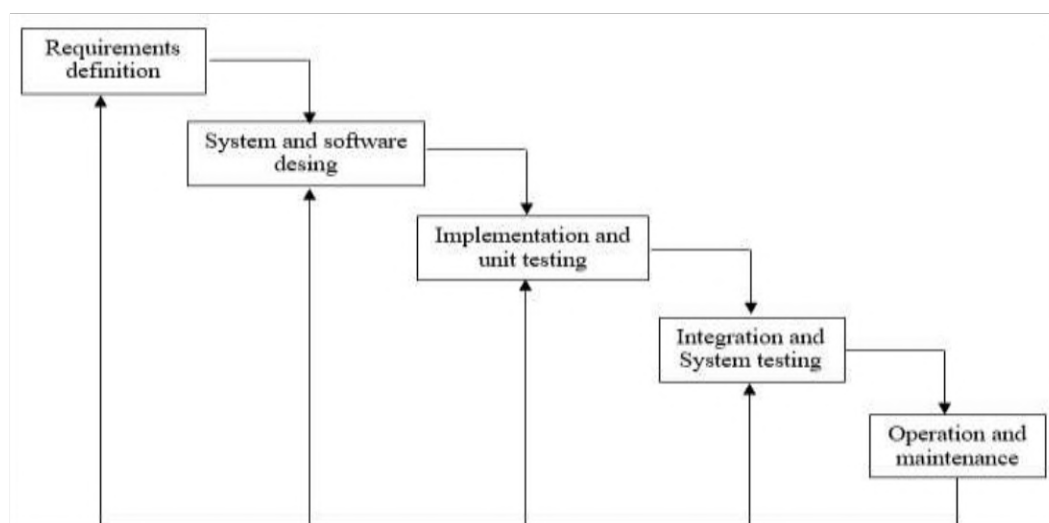 Requirements
definition
System and software
desing
Implementation and
unit testing
Integration and
System testing
Operation and
maintenance